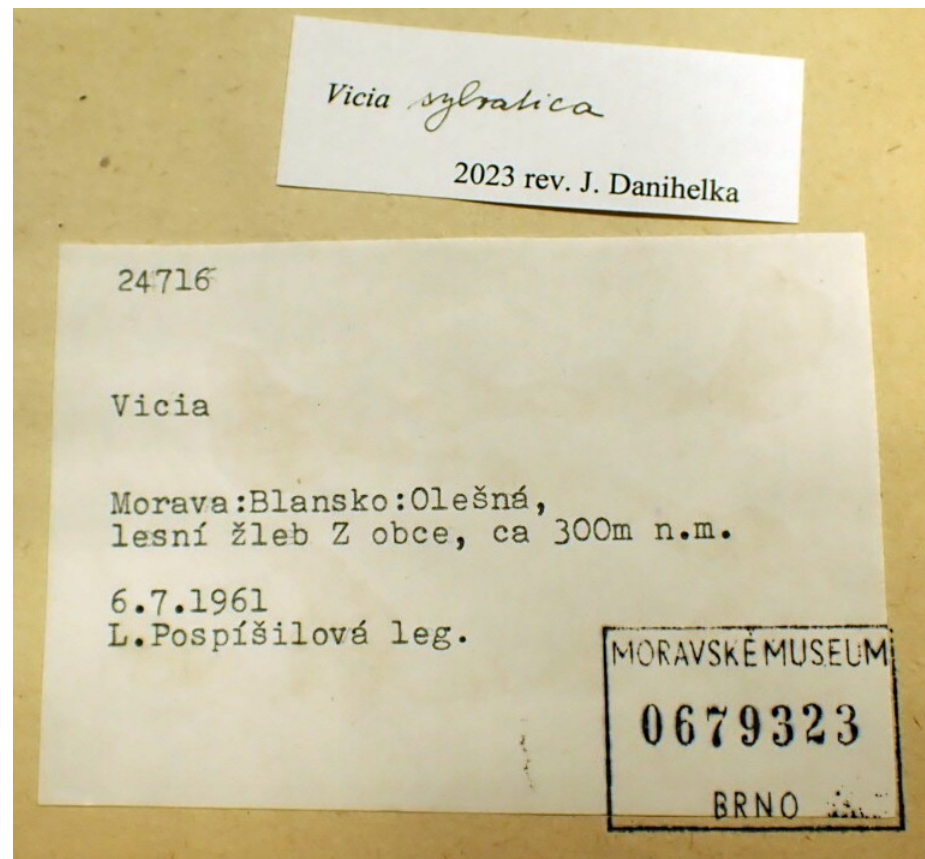 Vicia sylvatica
2023 rev. J. Danihelka
24716
Vicia
Morava:Blansko:Olešná,
lesní žleb Z obce, ca 300m n.m.
6.7.1961
L.Pospíšilová leg.
MORAVSKÉ MUSEUM
0679323
BRNO